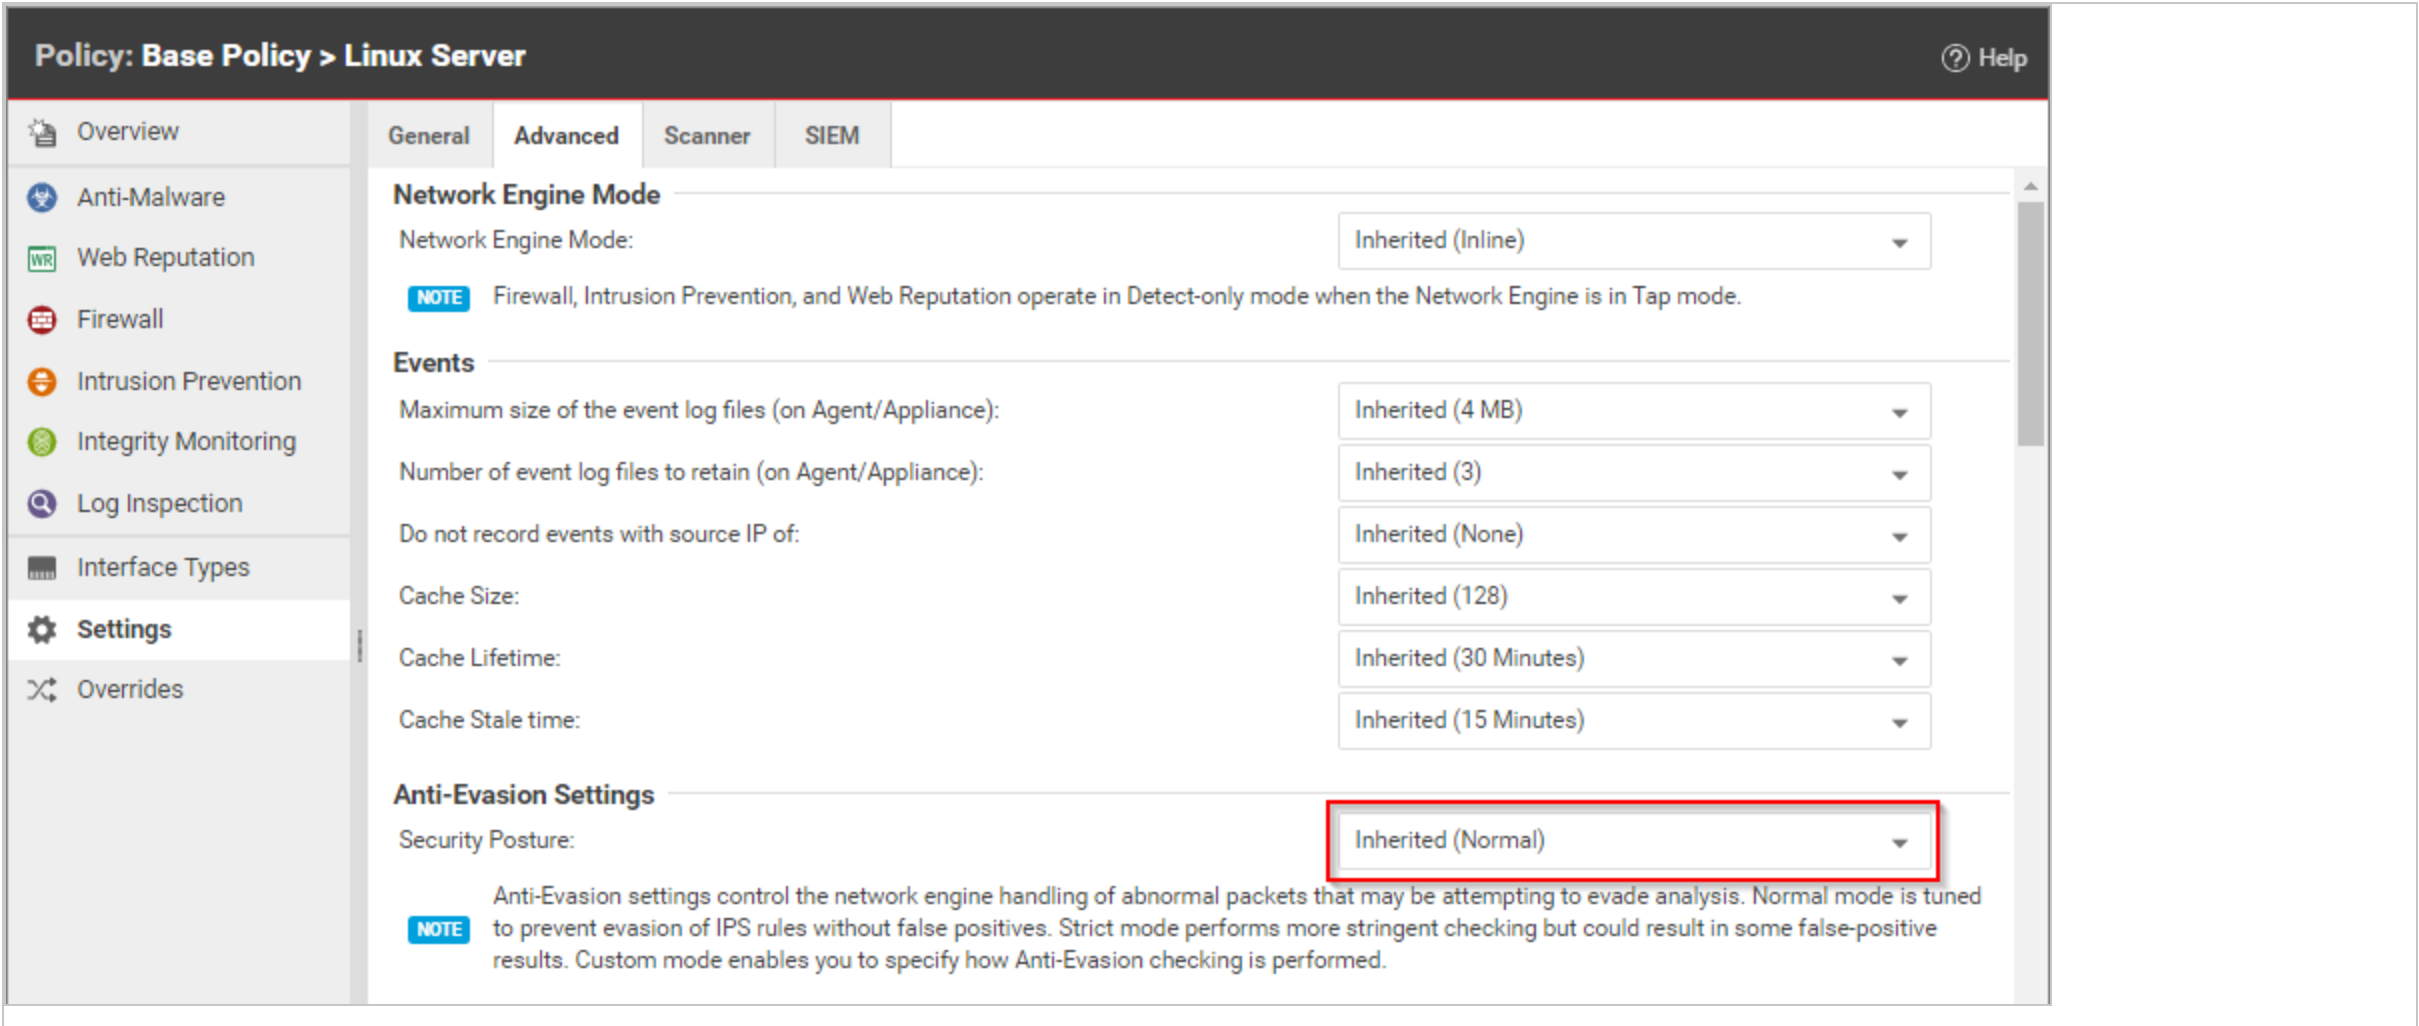 Policy: Base Policy > Linux Server
Help
Overview
Anti-Malware
WR Web Reputation
Firewall
Intrusion Prevention
Integrity Monitoring
Log Inspection
Interface Types
Settings
Overrides
General Advanced Scanner SIEM
Network Engine Mode
Network Engine Mode: Inherited (Inline)
NOTE Firewall, Intrusion Prevention, and Web Reputation operate in Detect-only mode when the Network Engine is in Tap mode.
Events
Maximum size of the event log files (on Agent/Appliance): Inherited (4 MB)
Number of event log files to retain (on Agent/Appliance): Inherited (3)
Do not record events with source IP of: Inherited (None)
Cache Size: Inherited (128)
Cache Lifetime: Inherited (30 Minutes)
Cache Stale time: Inherited (15 Minutes)
Anti-Evasion Settings
Security Posture: Inherited (Normal)
Anti-Evasion settings control the network engine handling of abnormal packets that may be attempting to evade analysis. Normal mode is tuned
NOTE to prevent evasion of IPS rules without false positives. Strict mode performs more stringent checking but could result in some false-positive
results. Custom mode enables you to specify how Anti-Evasion checking is performed.